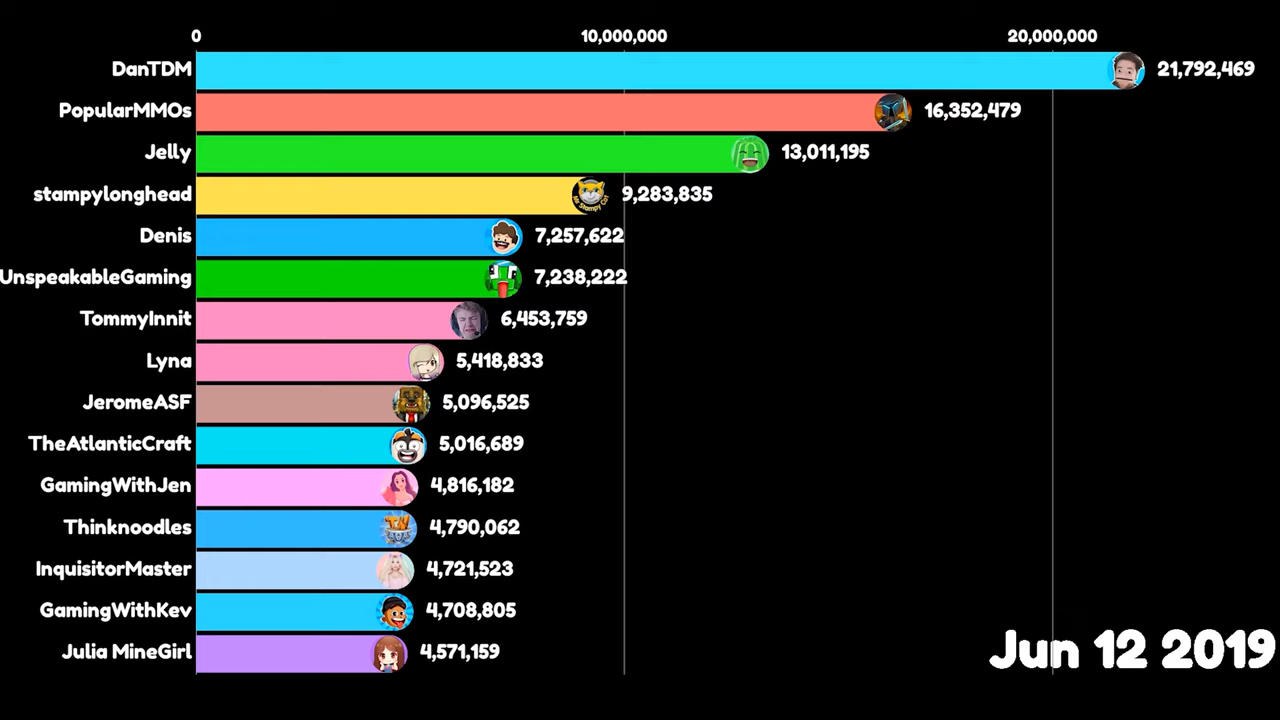 0 10,000,000 20,000,000
DanTDM 21,792,469
PopularMMOs 16,352,479
Jelly 13,011,195
stampylonghead 9,283,835
Denis 7,257,622
UnspeakableGaming 7,238,222
TommyInnit 6,453,759
Lyna 5,418,833
JeromeASF 5,096,525
TheAtlanticCraft 5,016,689
GamingWithJen 4,816,182
Thinknoodles 4,790,062
InquisitorMaster 4,721,523
GamingWithKev 4,708,805
Julia MineGirl 4,571,159
Jun 12 2019